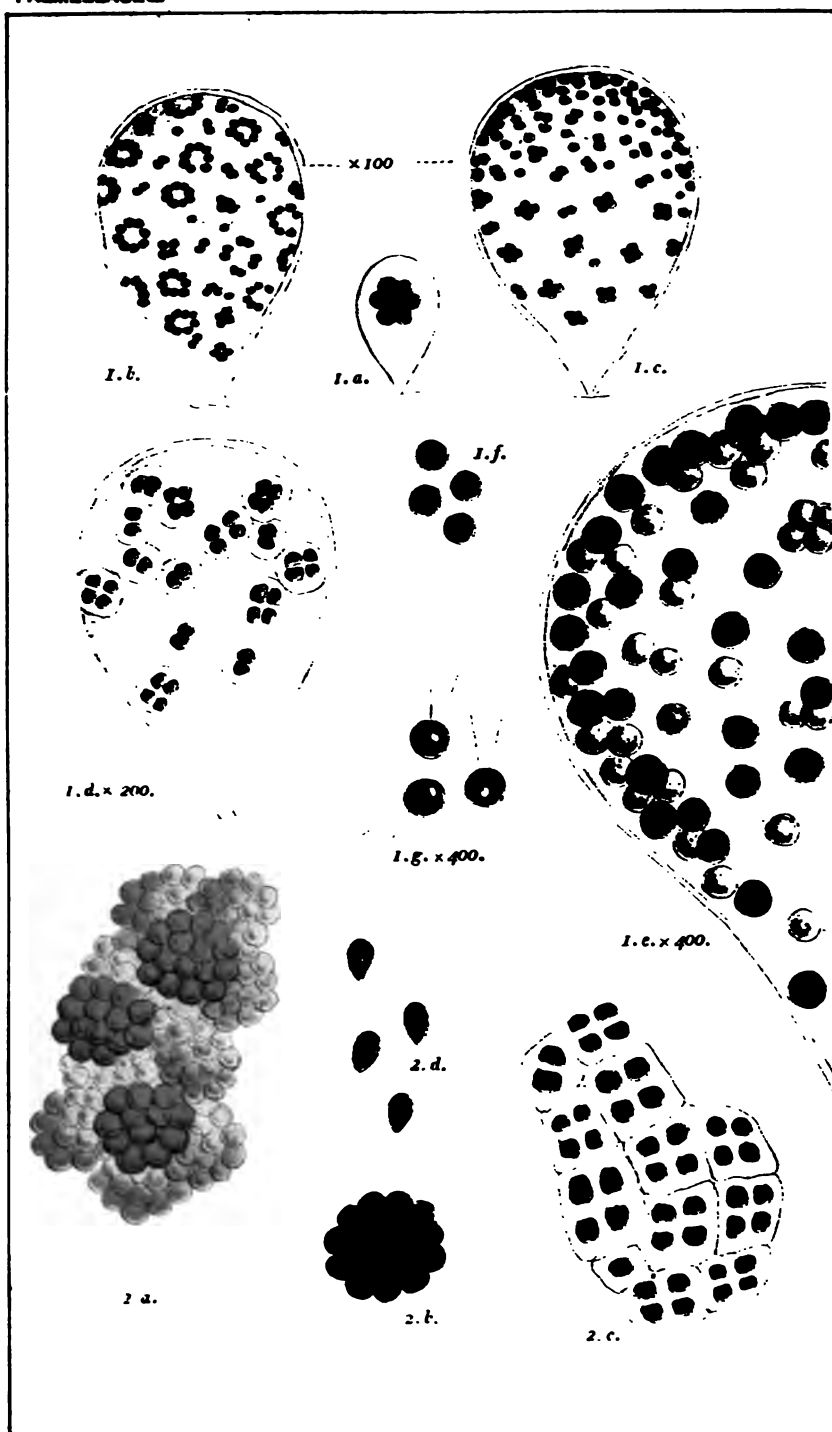 × 100
1. b.
1. a.
1. c.
1. f.
1. d. × 200.
1. g. × 400.
1. e. × 400.
2. d.
2 a.
2. b.
2. c.